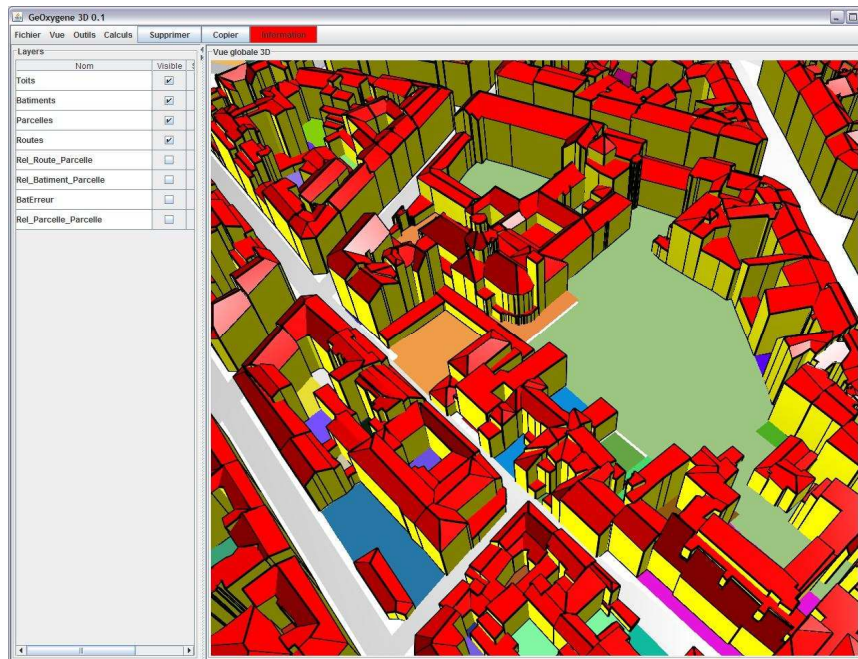 GeOxygene 3D 0.1
Fichier Vue Outils Calculs Supprimer Copier Information
Layers
Vue globale 3D
Nom Visible S
Toits
Batiments
Parcelles
Routes
Rel_Route_Parcelle
Rel_Batiment_Parcelle
BatErreur
Rel_Parcelle_Parcelle